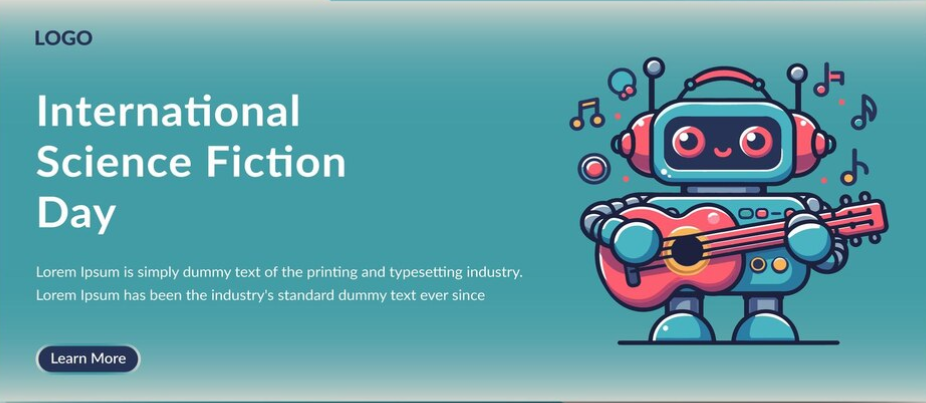 LOGO
International
Science Fiction
Day
Lorem Ipsum is simply dummy text of the printing and typesetting industry.
Lorem Ipsum has been the industry's standard dummy text ever since
Learn More